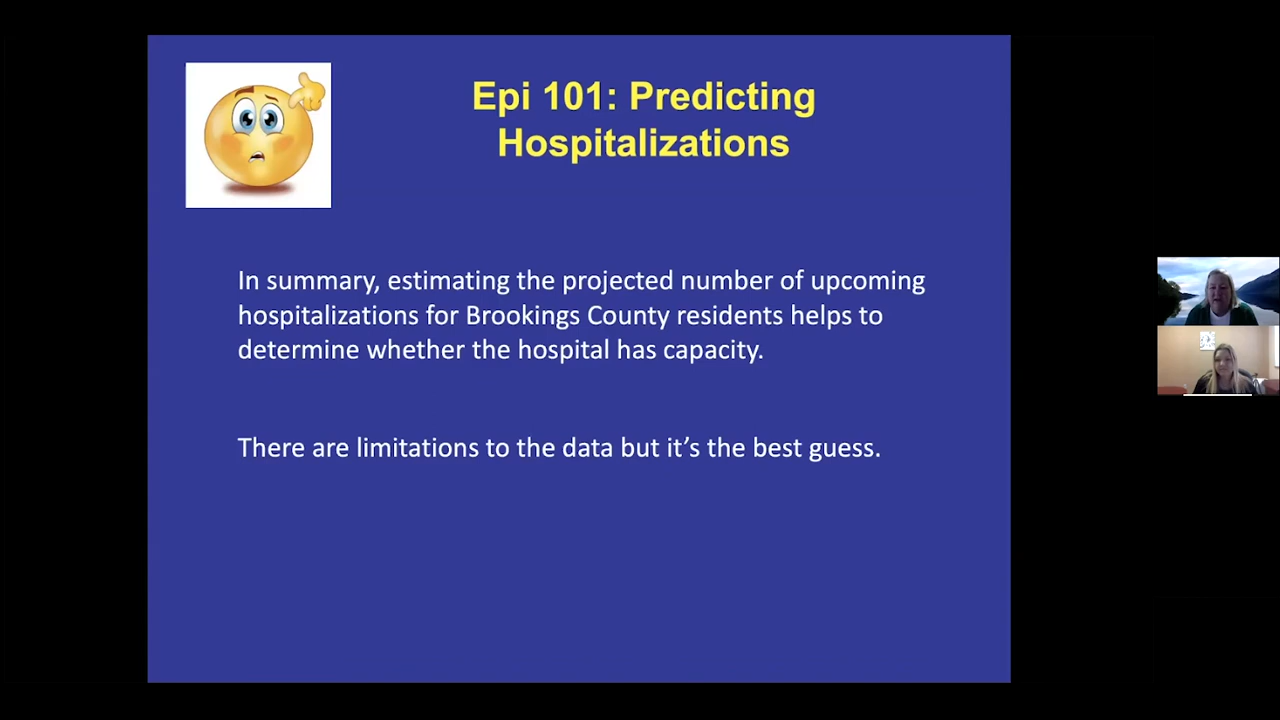 Epi 101: Predicting
Hospitalizations
In summary, estimating the projected number of upcoming
hospitalizations for Brookings County residents helps to
determine whether the hospital has capacity.
There are limitations to the data but it’s the best guess.